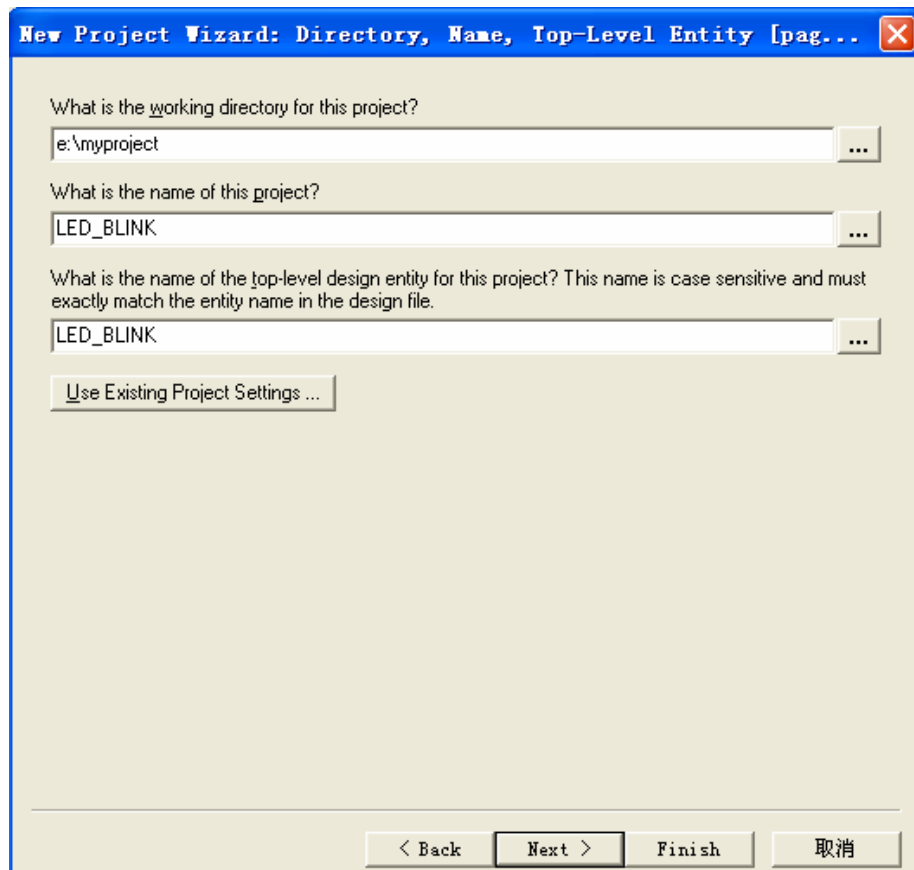 New Project Wizard: Directory, Name, Top-Level Entity [pag...
What is the working directory for this project?
e:\myproject
...
What is the name of this project?
LED_BLINK
...
What is the name of the top-level design entity for this project? This name is case sensitive and must
exactly match the entity name in the design file.
LED_BLINK
...
Use Existing Project Settings ...
< Back
Next >
Finish
取消